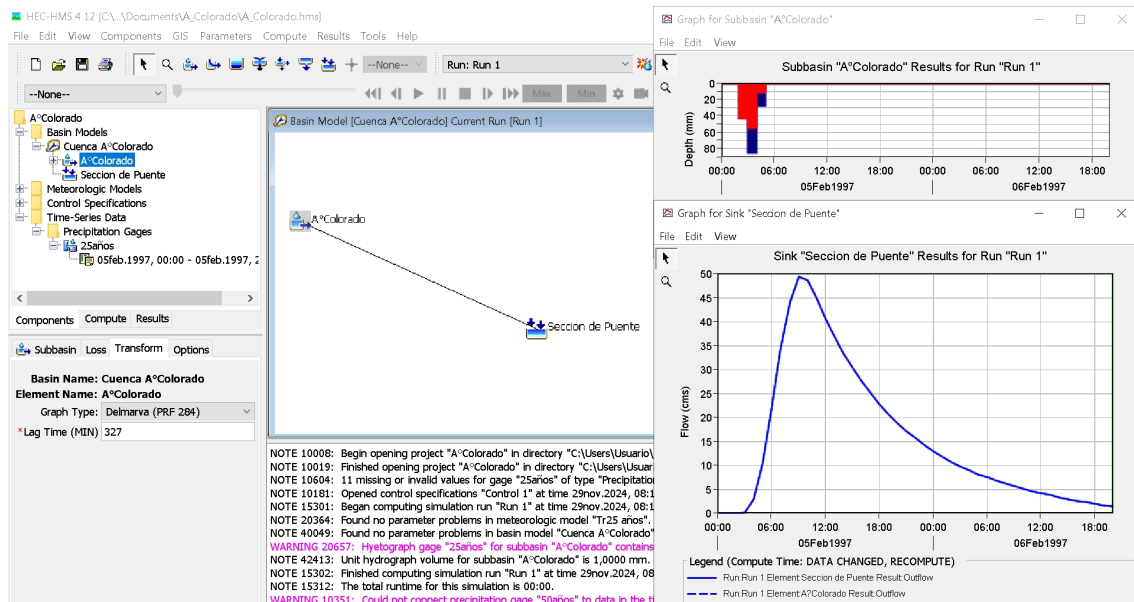 HEC-HMS 4.12 [C:\...\Documents\A_Colorado\A_Colorado.hms]
File Edit View Components GIS Parameters Compute Results Tools Help
--None-- Run: Run 1
--None-- Max Min
A°Colorado
Basin Models
Cuenca A°Colorado
A°Colorado
Seccion de Puente
Meteorologic Models
Control Specifications
Time-Series Data
Precipitation Gages
25años
05feb.1997, 00:00 - 05feb.1997, 2
Components Compute Results
Subbasin Loss Transform Options
Basin Name: Cuenca A°Colorado
Element Name: A°Colorado
Graph Type: Delmarva (PRF 284)
*Lag Time (MIN) 327
Basin Model [Cuenca A°Colorado] Current Run [Run 1]
A°Colorado
Seccion de Puente
NOTE 10008: Begin opening project "A°Colorado" in directory "C:\Users\Usuario\
NOTE 10019: Finished opening project "A°Colorado" in directory "C:\Users\Usuar
NOTE 10604: 11 missing or invalid values for gage "25años" of type "Precipitatio
NOTE 10181: Opened control specifications "Control 1" at time 29nov.2024, 08:1
NOTE 15301: Began computing simulation run "Run 1" at time 29nov.2024, 08:1
NOTE 20364: Found no parameter problems in meteorologic model "Tr25 años".
NOTE 40049: Found no parameter problems in basin model "Cuenca A°Colorado"
WARNING 20657: Hyetograph gage "25años" for subbasin "A°Colorado" contains
NOTE 42413: Unit hydrograph volume for subbasin "A°Colorado" is 1,0000 mm.
NOTE 15302: Finished computing simulation run "Run 1" at time 29nov.2024, 08
NOTE 15312: The total runtime for this simulation is 00:00.
WARNING 10351: Could not connect precipitation gage "50años" to data in the ti
Graph for Subbasin "A°Colorado"
File Edit View
Subbasin "A°Colorado" Results for Run "Run 1"
Depth (mm)
0
20
40
60
80
00:00 06:00 12:00 18:00 00:00 06:00 12:00 18:00
05Feb1997 06Feb1997
Graph for Sink "Seccion de Puente"
File Edit View
Sink "Seccion de Puente" Results for Run "Run 1"
Flow (cms)
50
45
40
35
30
25
20
15
10
5
0
00:00 06:00 12:00 18:00 00:00 06:00 12:00 18:00
05Feb1997 06Feb1997
Legend (Compute Time: DATA CHANGED, RECOMPUTE)
Run:Run 1 Element:Seccion de Puente Result:Outflow
Run:Run 1 Element:A?Colorado Result:Outflow